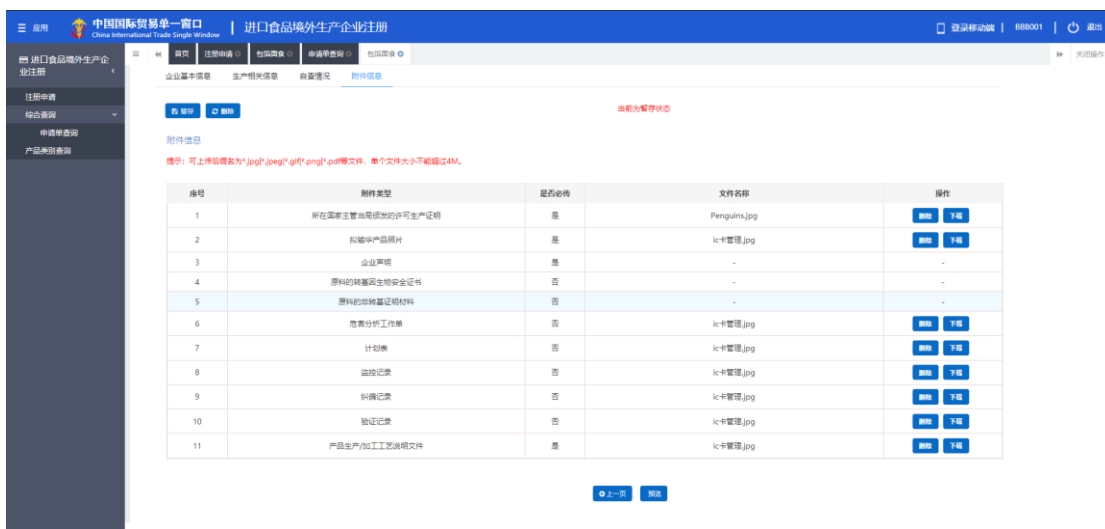 应用 中国国际贸易单一窗口 进口食品境外生产企业注册 登录移动端 BBB001 退出
China International Trade Single Window
首页 注册申请 包馅面食 申请单查询 包馅面食 关闭操作
进口食品境外生产企
业注册
注册申请
综合查询
申请单查询
产品类别查询
企业基本信息 生产相关信息 自查情况 附件信息
暂存 删除 当前为暂存状态
附件信息
提示：可上传后缀名为*.jpg|*.jpeg|*.gif|*.png|*.pdf等文件，单个文件大小不能超过4M。
序号 附件类型 是否必传 文件名称 操作
1 所在国家主管当局颁发的许可生产证明 是 Penguins.jpg 删除 下载
2 拟输华产品照片 是 ic卡管理.jpg 删除 下载
3 企业声明 是 - -
4 原料的转基因生物安全证书 否 - -
5 原料的非转基证明材料 否 - -
6 危害分析工作单 否 ic卡管理.jpg 删除 下载
7 计划表 否 ic卡管理.jpg 删除 下载
8 监控记录 否 ic卡管理.jpg 删除 下载
9 纠偏记录 否 ic卡管理.jpg 删除 下载
10 验证记录 否 ic卡管理.jpg 删除 下载
11 产品生产/加工工艺说明文件 是 ic卡管理.jpg 删除 下载
上一页 预览